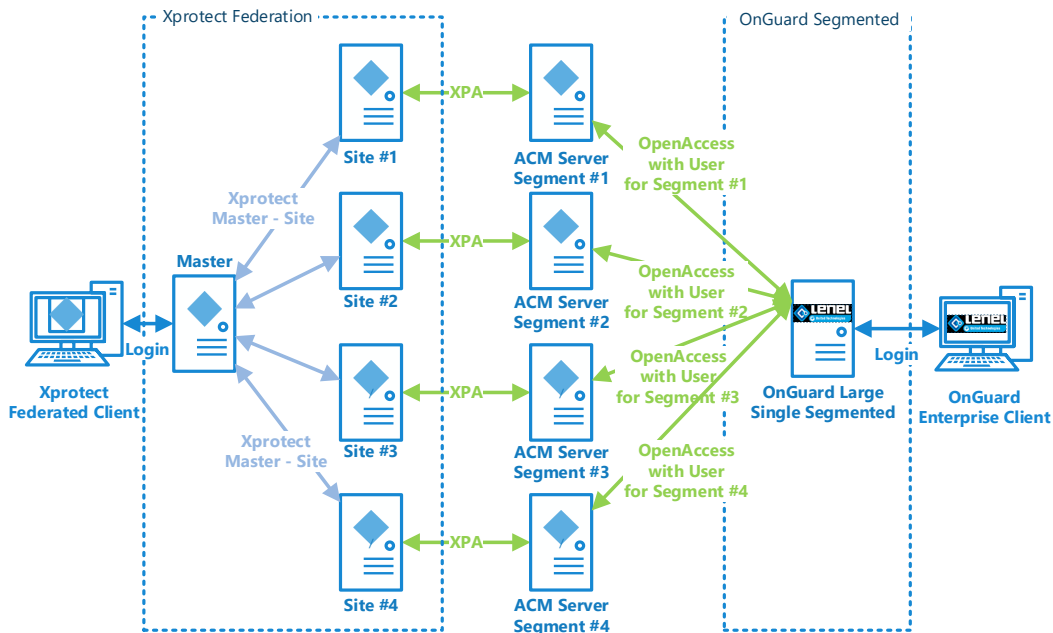 Xprotect Federation
OnGuard Segmented
XPA
Site #1
ACM Server
Segment #1
OpenAccess
with User
for Segment #1
Xprotect
Master - Site
Master
XPA
Site #2
ACM Server
Segment #2
OpenAccess
with User
for Segment #2
Login
Xprotect
Federated Client
LENEL
Login
LENEL
OnGuard Large
Single Segmented
OnGuard
Enterprise Client
XPA
Site #3
ACM Server
Segment #3
OpenAccess
with User
for Segment #3
Xprotect
Master - Site
OpenAccess
with User
for Segment #4
XPA
Site #4
ACM Server
Segment #4